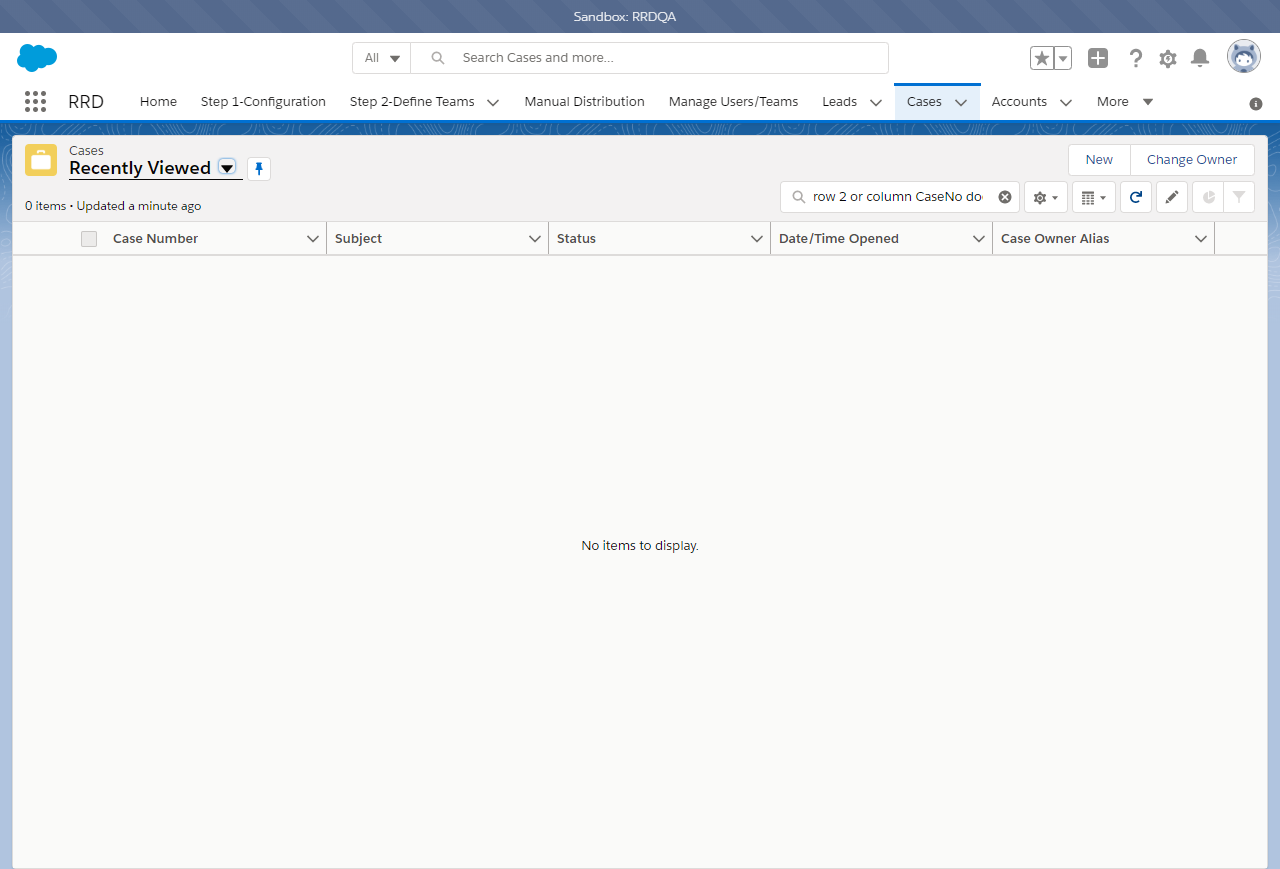 Sandbox: RRDQA
All
Search Cases and more...
RRD
Home
Step 1-Configuration
Step 2-Define Teams
Manual Distribution
Manage Users/Teams
Leads
Cases
Accounts
More
Cases
Recently Viewed
New
Change Owner
0 items • Updated a minute ago
row 2 or column CaseNo do
Case Number
Subject
Status
Date/Time Opened
Case Owner Alias
No items to display.